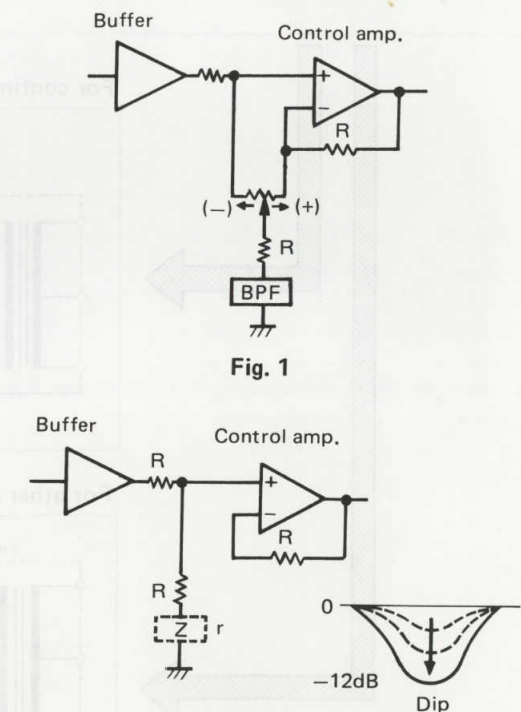 Buffer
Control amp.
+
−
R
(−) (+)
R
BPF
Fig. 1
Buffer
Control amp.
R
+
−
R
R
Z r
0
−12dB
Dip